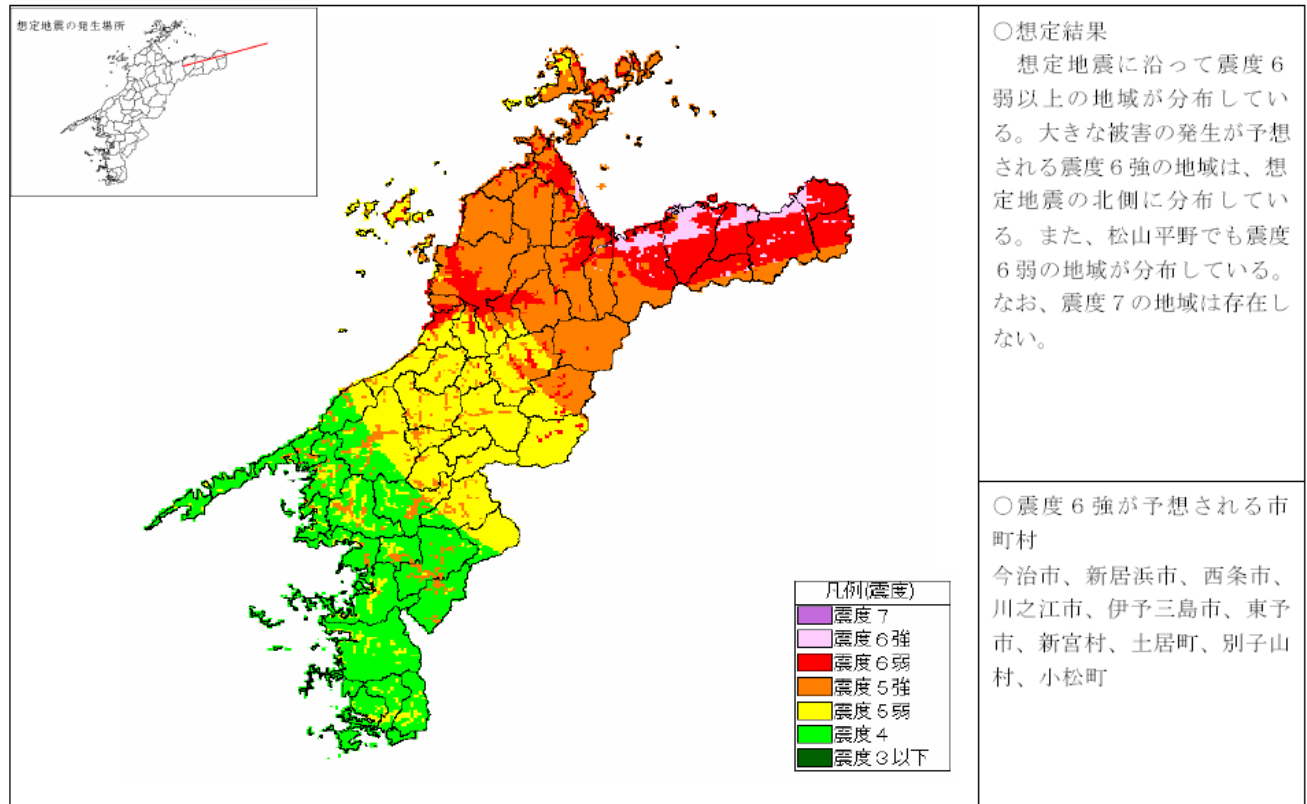 想定地震の発生場所
凡例(震度)
震度7
震度6強
震度6弱
震度5強
震度5弱
震度4
震度3以下
○想定結果
　想定地震に沿って震度6
弱以上の地域が分布してい
る。大きな被害の発生が予想
される震度6強の地域は、想
定地震の北側に分布してい
る。また、松山平野でも震度
6弱の地域が分布している。
なお、震度7の地域は存在し
ない。
○震度6強が予想される市
町村
今治市、新居浜市、西条市、
川之江市、伊予三島市、東予
市、新宮村、土居町、別子山
村、小松町